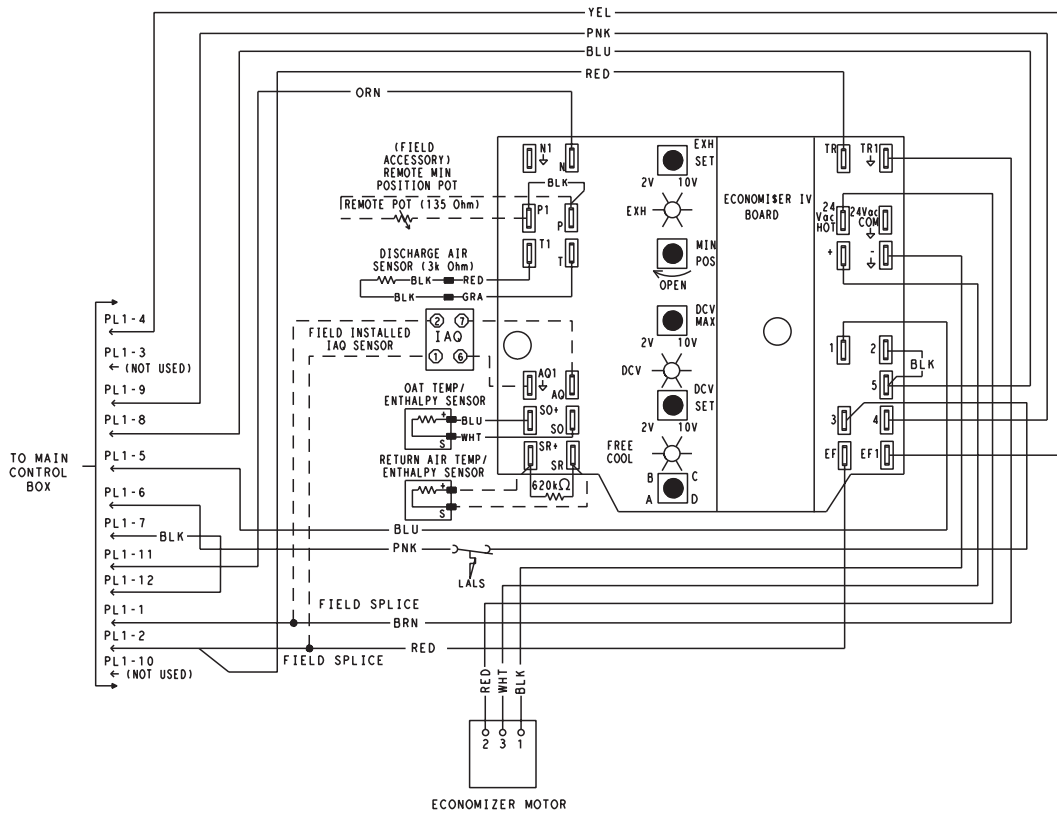 YEL
PNK
BLU
RED
ORN
(FIELD
ACCESSORY)
REMOTE MIN
POSITION POT
REMOTE POT (135 Ohm)
DISCHARGE AIR
SENSOR (3k Ohm)
BLK
RED
BLK
GRA
FIELD INSTALLED
IAQ SENSOR
2
7
IAQ
1
6
OAT TEMP/
ENTHALPY SENSOR
+
BLU
S
WHT
RETURN AIR TEMP/
ENTHALPY SENSOR
+
S
N1
N
BLK
P1
P
T1
T
AQ1
AQ
SO+
SO
SR+
SR
620kΩ
EXH
SET
2V
10V
EXH
MIN
POS
OPEN
DCV
MAX
2V
10V
DCV
DCV
SET
2V
10V
FREE
COOL
B
C
A
D
ECONOMI$ER IV
BOARD
TR
TR1
24
Vac
HOT
24Vac
COM
+
-
1
2
BLK
5
3
4
EF
EF1
TO MAIN
CONTROL
BOX
PL1-4
PL1-3
(NOT USED)
PL1-9
PL1-8
PL1-5
PL1-6
PL1-7
BLK
PL1-11
PL1-12
PL1-1
PL1-2
PL1-10
(NOT USED)
BLU
PNK
LALS
FIELD SPLICE
BRN
FIELD SPLICE
RED
RED
WHT
BLK
2
3
1
ECONOMIZER MOTOR